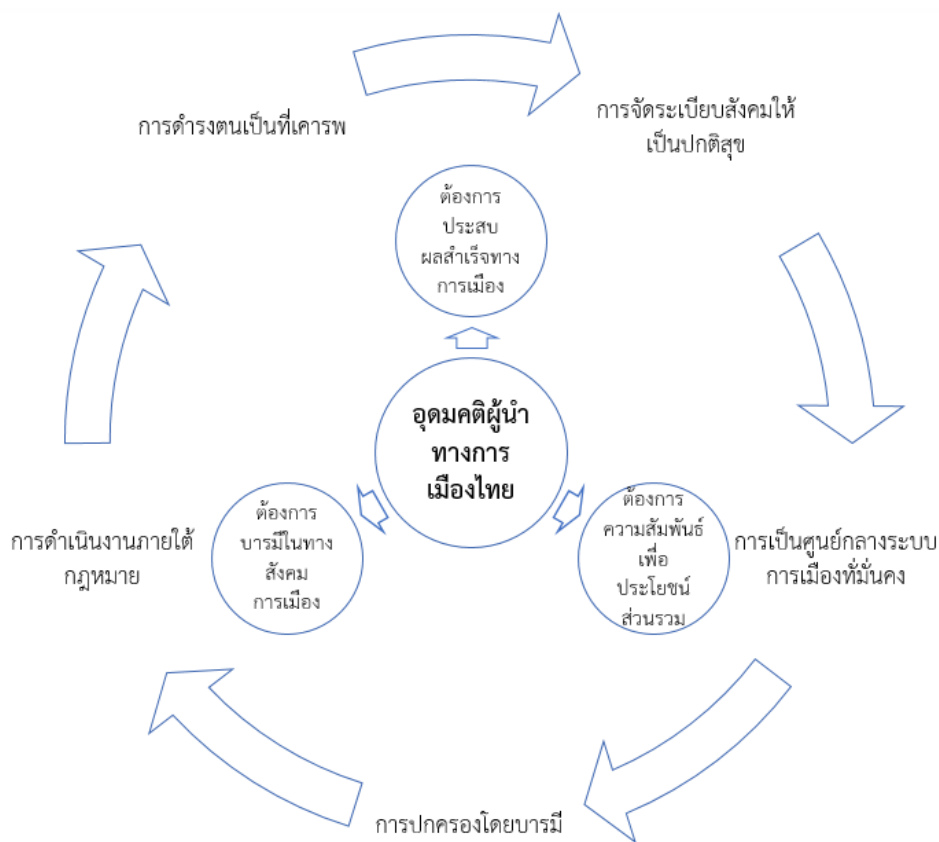 การดำรงตนเป็นที่เคารพ
การจัดระเบียบสังคมให้
เป็นปกติสุข
ต้องการ
ประสบ
ผลสำเร็จทาง
การเมือง
อุดมคติผู้นำ
ทางการ
เมืองไทย
การดำเนินงานภายใต้
กฎหมาย
ต้องการ
บารมีในทาง
สังคม
การเมือง
ต้องการ
ความสัมพันธ์
เพื่อ
ประโยชน์
ส่วนรวม
การเป็นศูนย์กลางระบบ
การเมืองที่มั่นคง
การปกครองโดยบารมี